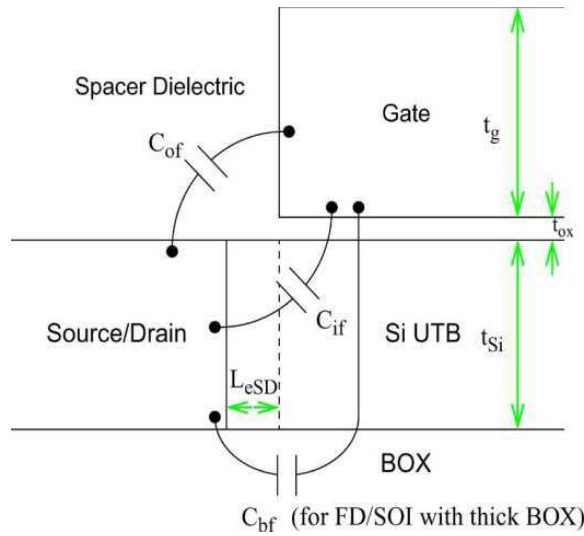 Spacer Dielectric
Gate
C_of
t_g
t_ox
Source/Drain
C_if
Si UTB
t_Si
L_eSD
BOX
C_bf (for FD/SOI with thick BOX)